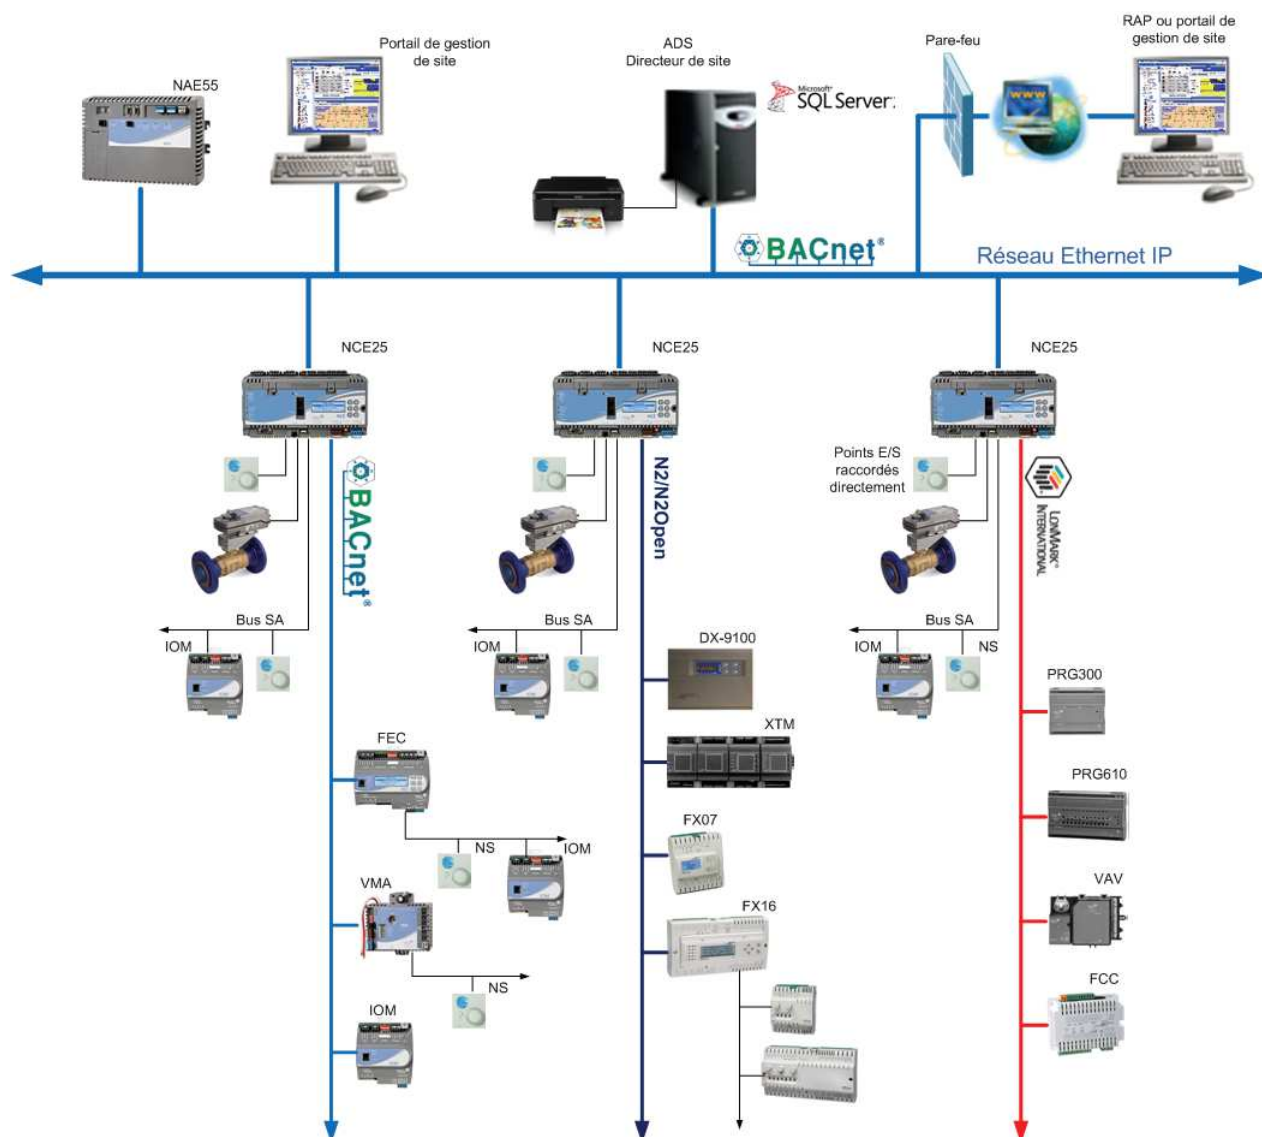 Portail de gestion
de site
NAE55
ADS
Directeur de site
Microsoft®
SQL Server
Pare-feu
RAP ou portail de
gestion de site
www
BACnet®
Réseau Ethernet IP
NCE25
NCE25
NCE25
BACnet®
N2/N2Open
Points E/S
raccordés
directement
LONMARK®
INTERNATIONAL
Bus SA
IOM
Bus SA
IOM
Bus SA
IOM
NS
DX-9100
PRG300
XTM
FEC
PRG610
FX07
NS
IOM
VMA
VAV
FX16
NS
FCC
IOM